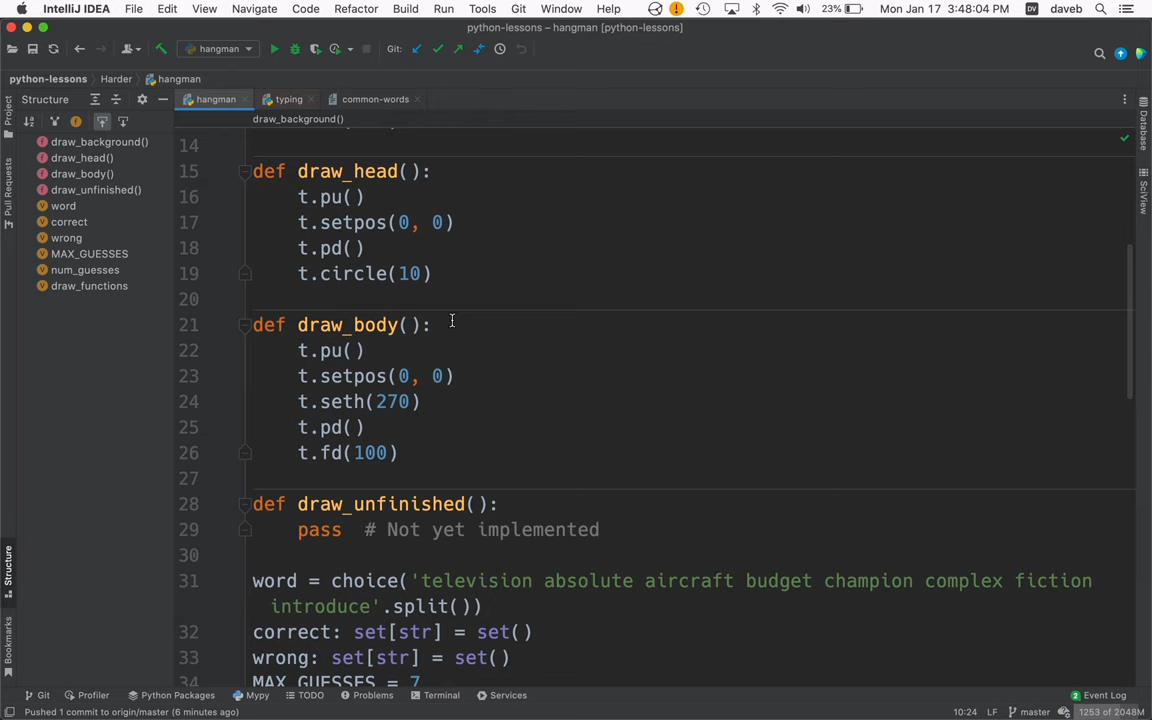 IntelliJ IDEA File Edit View Navigate Code Refactor Build Run Tools Git Window Help 23% Mon Jan 17 3:48:04 PM daveb
python-lessons – hangman [python-lessons]
hangman Git:
python-lessons Harder hangman
Structure hangman typing common-words
draw_background()
Project
Pull Requests
Structure
Bookmarks
draw_background()
draw_head()
draw_body()
draw_unfinished()
word
correct
wrong
MAX_GUESSES
num_guesses
draw_functions
14
15 def draw_head():
16 t.pu()
17 t.setpos(0, 0)
18 t.pd()
19 t.circle(10)
20
21 def draw_body():
22 t.pu()
23 t.setpos(0, 0)
24 t.seth(270)
25 t.pd()
26 t.fd(100)
27
28 def draw_unfinished():
29 pass # Not yet implemented
30
31 word = choice('television absolute aircraft budget champion complex fiction
introduce'.split())
32 correct: set[str] = set()
33 wrong: set[str] = set()
34 MAX_GUESSES = 7
Database
SciView
Git Profiler Python Packages Mypy TODO Problems Terminal Services 2 Event Log
Pushed 1 commit to origin/master (6 minutes ago) 10:24 LF master 1253 of 2048M